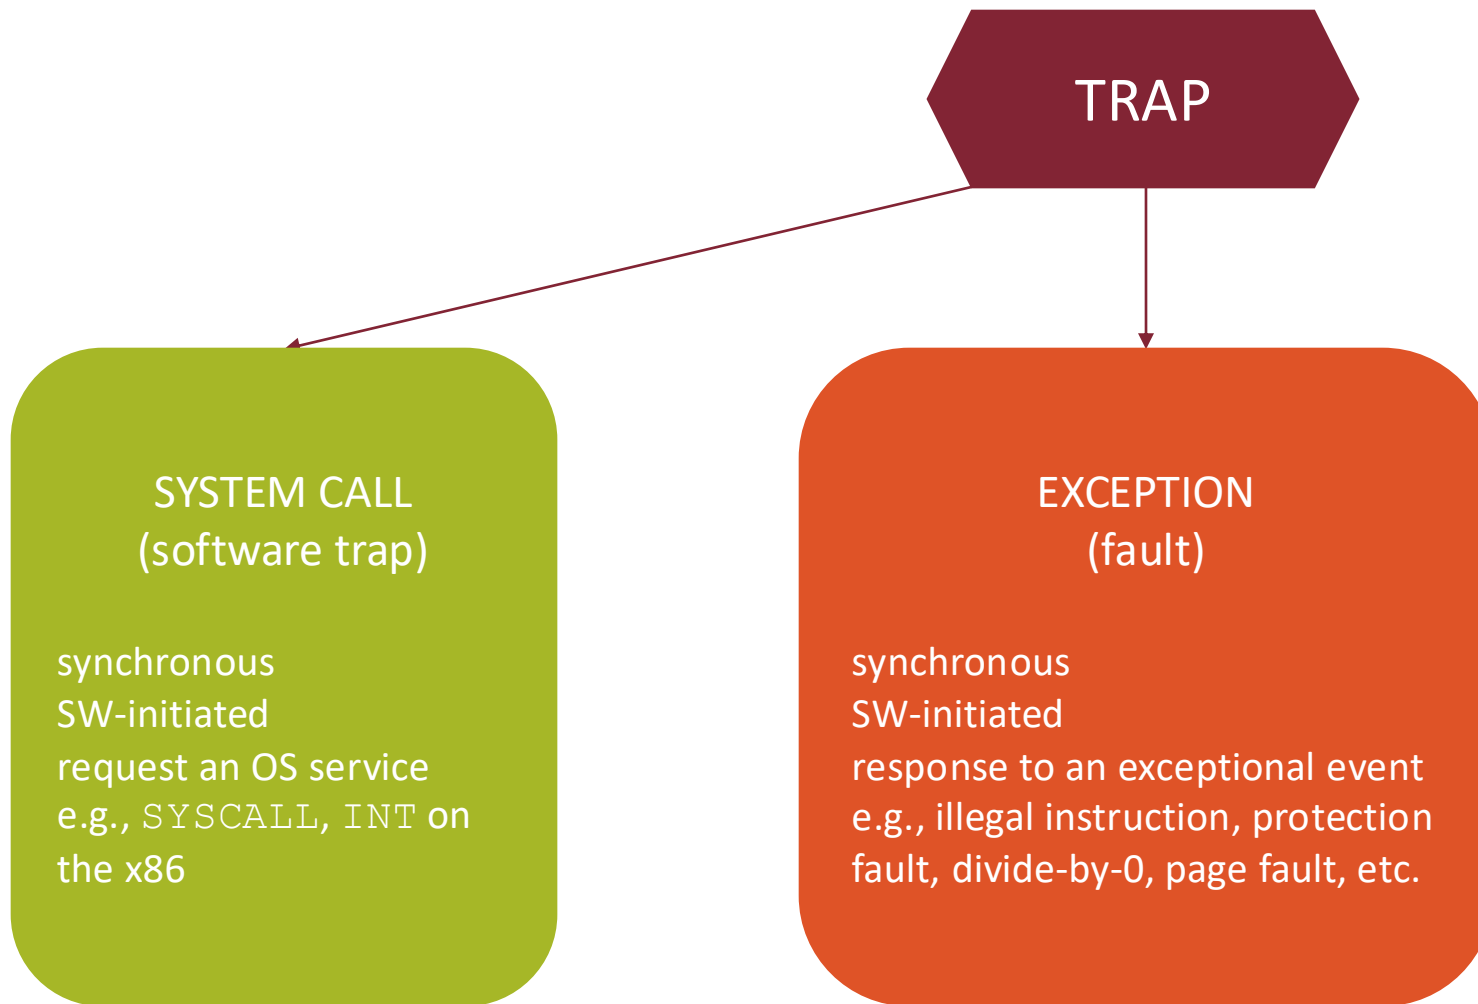 TRAP
SYSTEM CALL
(software trap)
synchronous
SW-initiated
request an OS service
e.g., SYSCALL, INT on
the x86
EXCEPTION
(fault)
synchronous
SW-initiated
response to an exceptional event
e.g., illegal instruction, protection
fault, divide-by-0, page fault, etc.